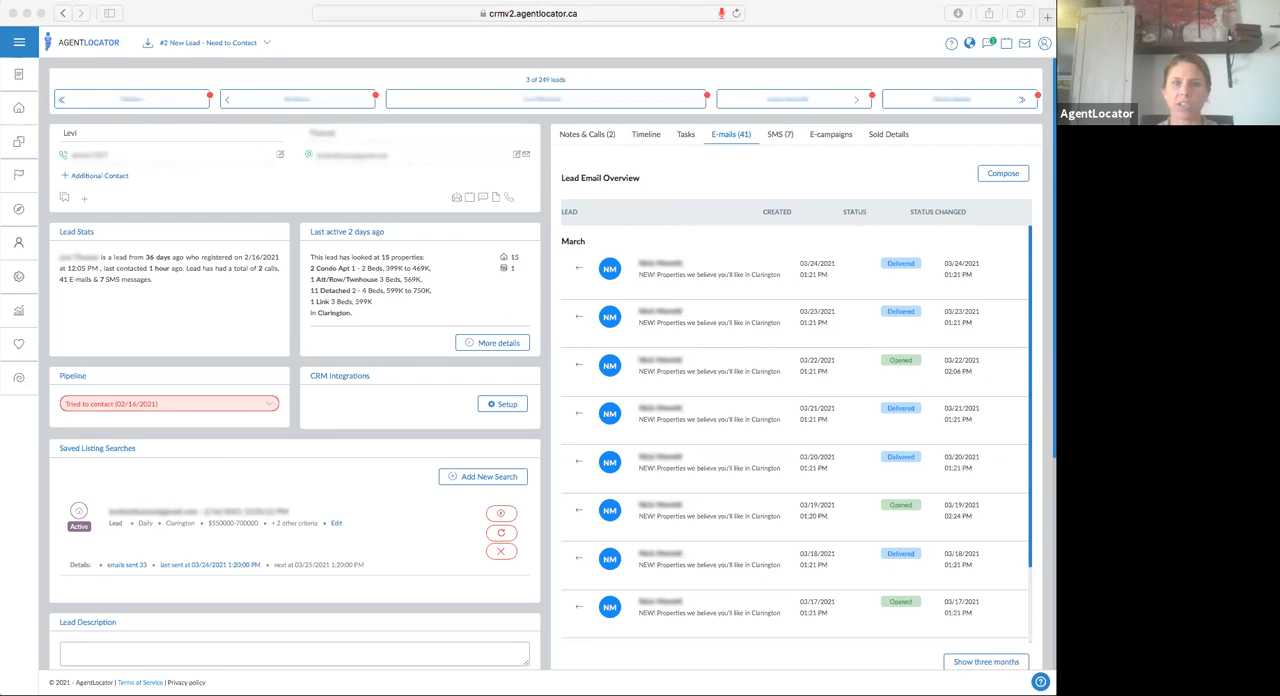 crmv2.agentlocator.ca
AGENTLOCATOR
#2 New Lead - Need to Contact
3
3 of 249 leads
Levi
Additional Contact
Notes & Calls (2)
Timeline
Tasks
E-mails (41)
SMS (7)
E-campaigns
Sold Details
Lead Stats
is a lead from 36 days ago who registered on 2/16/2021
at 12:05 PM , last contacted 1 hour ago. Lead has had a total of 2 calls,
41 E-mails & 7 SMS messages.
Last active 2 days ago
This lead has looked at 15 properties:
2 Condo Apt 1 - 2 Beds, 399K to 469K,
1 Att/Row/Twnhouse 3 Beds, 569K,
11 Detached 2 - 4 Beds, 599K to 750K,
1 Link 3 Beds, 599K
in Clarington.
15
1
More details
Pipeline
Tried to contact (02/16/2021)
CRM Integrations
Setup
Saved Listing Searches
Add New Search
Active
Lead • Daily • Clarington • $550000-700000 • + 2 other criteria • Edit
Details: • emails sent 33 • last sent at 03/24/2021 1:20:00 PM • next at 03/25/2021 1:20:00 PM
Lead Description
Lead Email Overview
Compose
LEAD CREATED STATUS STATUS CHANGED
March
NM
NEW! Properties we believe you'll like in Clarington
03/24/2021
01:21 PM
Delivered
03/24/2021
01:21 PM
NM
NEW! Properties we believe you'll like in Clarington
03/23/2021
01:21 PM
Delivered
03/23/2021
01:21 PM
NM
NEW! Properties we believe you'll like in Clarington
03/22/2021
01:21 PM
Opened
03/22/2021
02:06 PM
NM
NEW! Properties we believe you'll like in Clarington
03/21/2021
01:21 PM
Delivered
03/21/2021
01:21 PM
NM
NEW! Properties we believe you'll like in Clarington
03/20/2021
01:21 PM
Delivered
03/20/2021
01:21 PM
NM
NEW! Properties we believe you'll like in Clarington
03/19/2021
01:20 PM
Opened
03/19/2021
02:24 PM
NM
NEW! Properties we believe you'll like in Clarington
03/18/2021
01:21 PM
Delivered
03/18/2021
01:21 PM
NM
NEW! Properties we believe you'll like in Clarington
03/17/2021
01:21 PM
Opened
03/17/2021
01:21 PM
Show three months
© 2021 - AgentLocator | Terms of Service | Privacy policy
AgentLocator